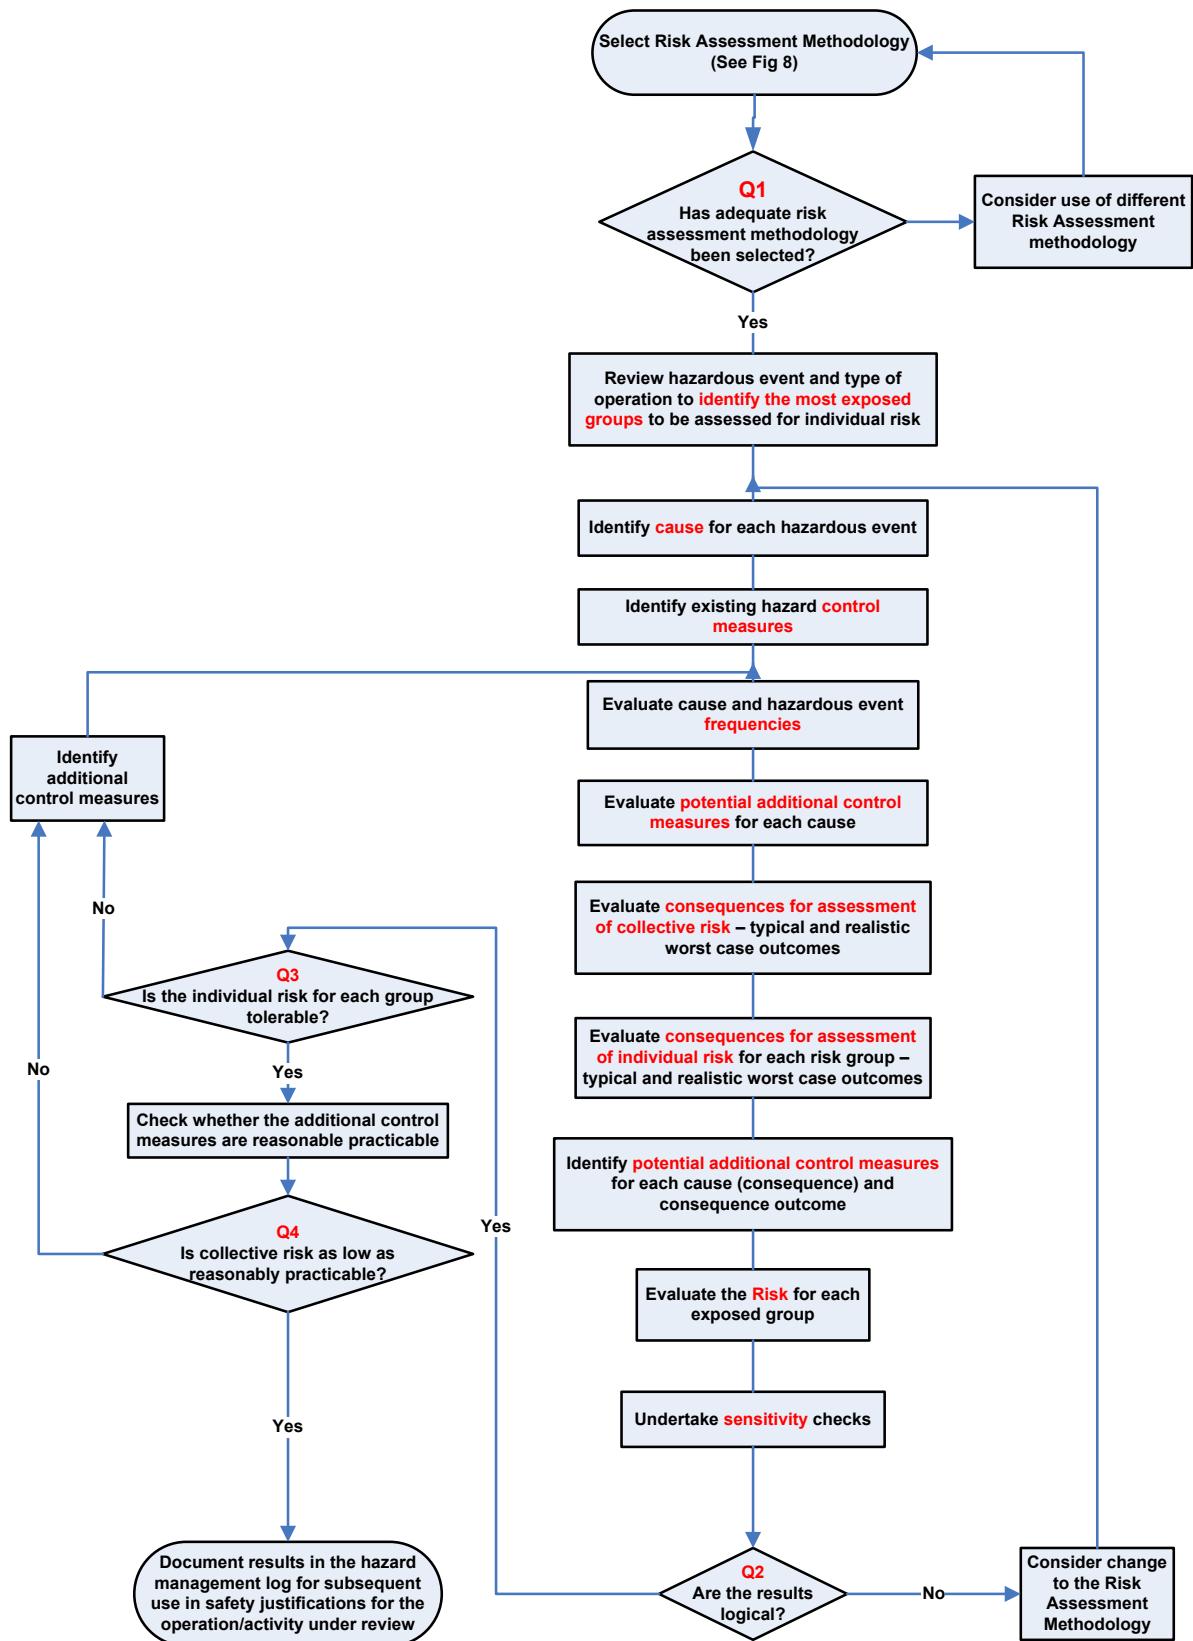 Select Risk Assessment Methodology
(See Fig 8)
Q1
Has adequate risk
assessment methodology
been selected?
Consider use of different
Risk Assessment
methodology
Yes
Review hazardous event and type of
operation to identify the most exposed
groups to be assessed for individual risk
Identify cause for each hazardous event
Identify existing hazard control
measures
Evaluate cause and hazardous event
frequencies
Identify
additional
control measures
Evaluate potential additional control
measures for each cause
Evaluate consequences for assessment
of collective risk – typical and realistic
worst case outcomes
No
Q3
Is the individual risk for each group
tolerable?
Evaluate consequences for assessment
of individual risk for each risk group –
typical and realistic worst case outcomes
No
Yes
Check whether the additional control
measures are reasonable practicable
Identify potential additional control measures
for each cause (consequence) and
consequence outcome
Yes
Q4
Is collective risk as low as
reasonably practicable?
Evaluate the Risk for each
exposed group
Undertake sensitivity checks
Yes
Document results in the hazard
management log for subsequent
use in safety justifications for the
operation/activity under review
Q2
Are the results
logical?
No
Consider change
to the Risk
Assessment
Methodology